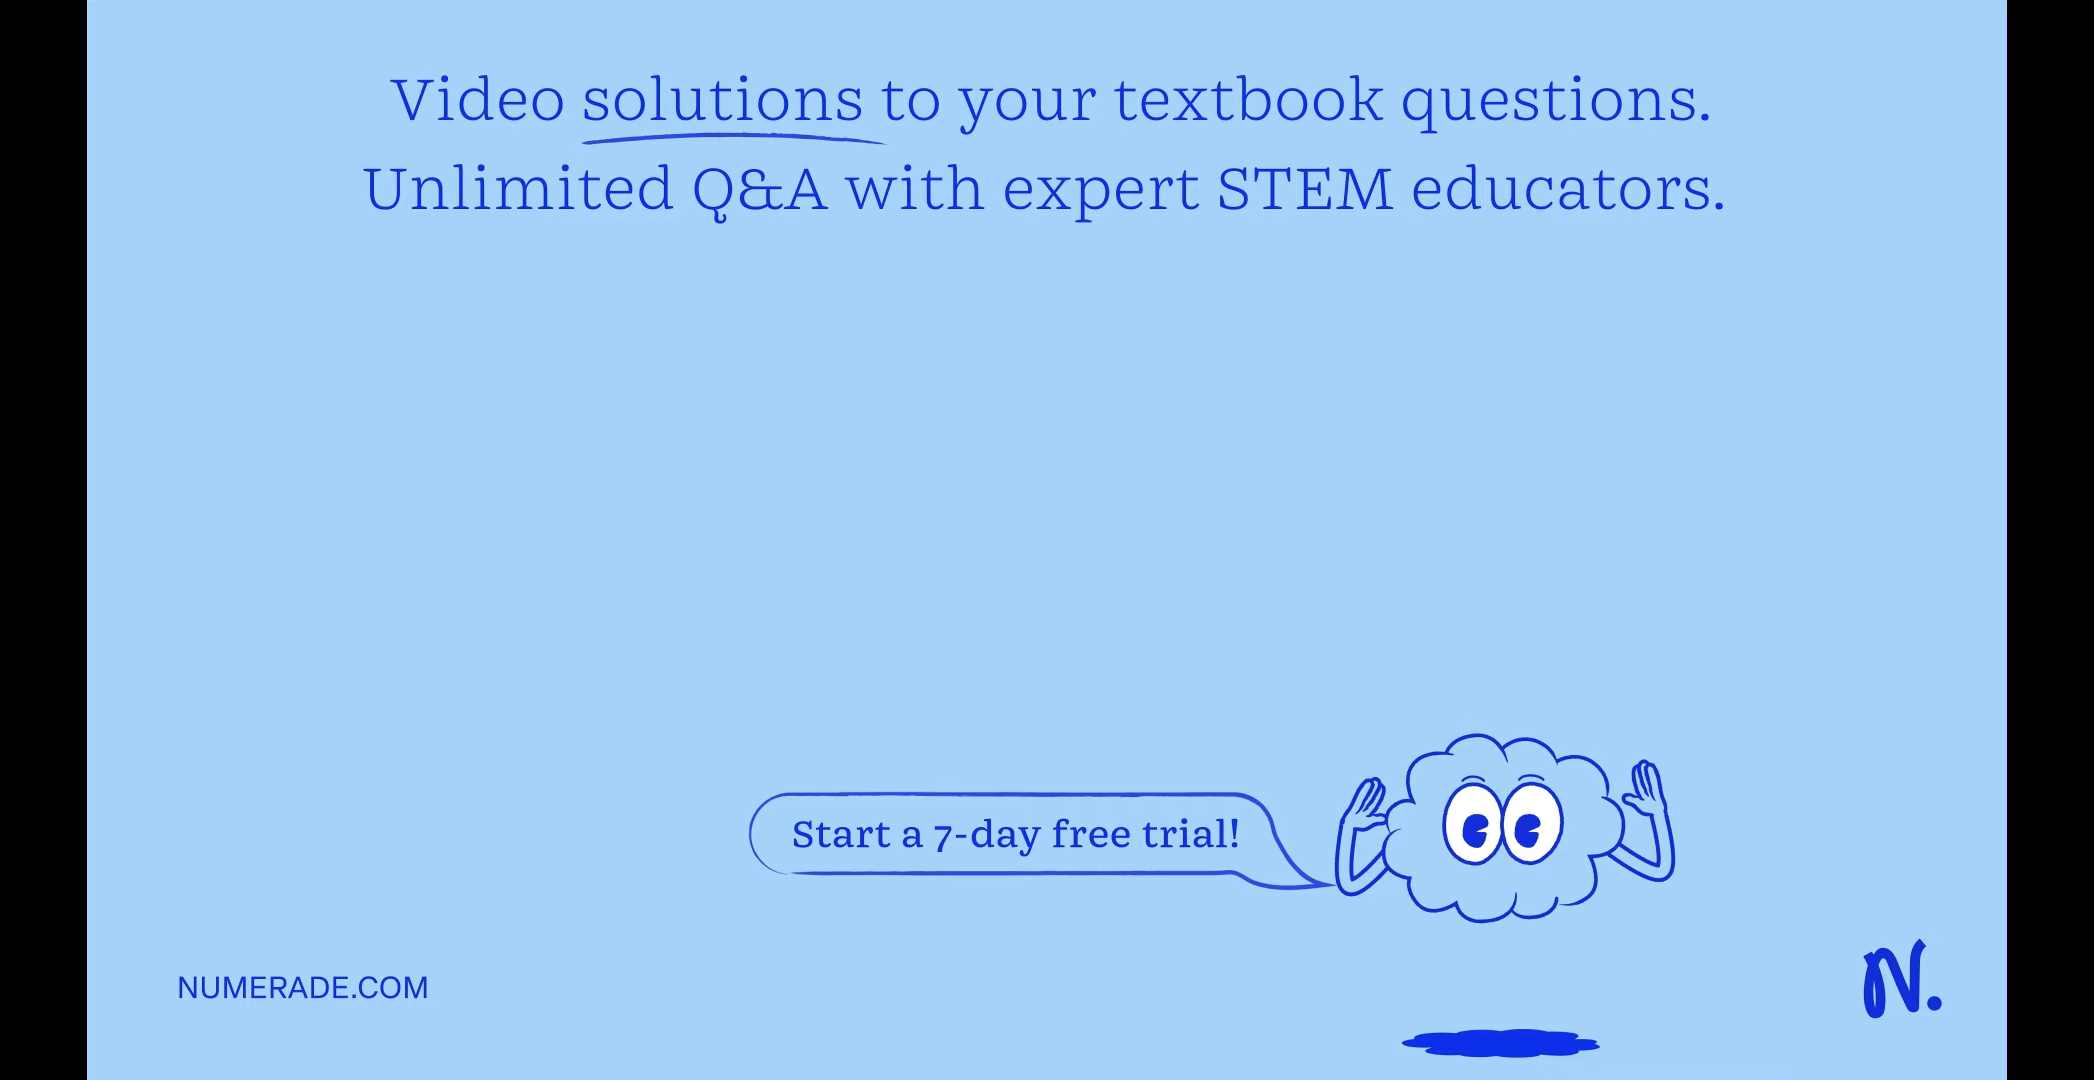 Video solutions to your textbook questions.
Unlimited Q&A with expert STEM educators.
Start a 7-day free trial!
NUMERADE.COM
N.